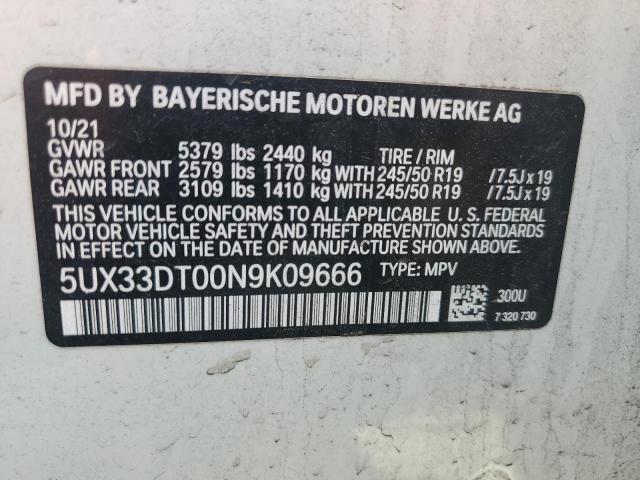 MFD BY BAYERISCHE MOTOREN WERKE AG
10/21
GVWR 5379 lbs 2440 kg TIRE / RIM
GAWR FRONT 2579 lbs 1170 kg WITH 245/50 R19 /7.5J x 19
GAWR REAR 3109 lbs 1410 kg WITH 245/50 R19 /7.5J x 19
THIS VEHICLE CONFORMS TO ALL APPLICABLE U. S. FEDERAL
MOTOR VEHICLE SAFETY AND THEFT PREVENTION STANDARDS
IN EFFECT ON THE DATE OF MANUFACTURE SHOWN ABOVE.
5UX33DT00N9K09666 TYPE: MPV
300U
7 320 730